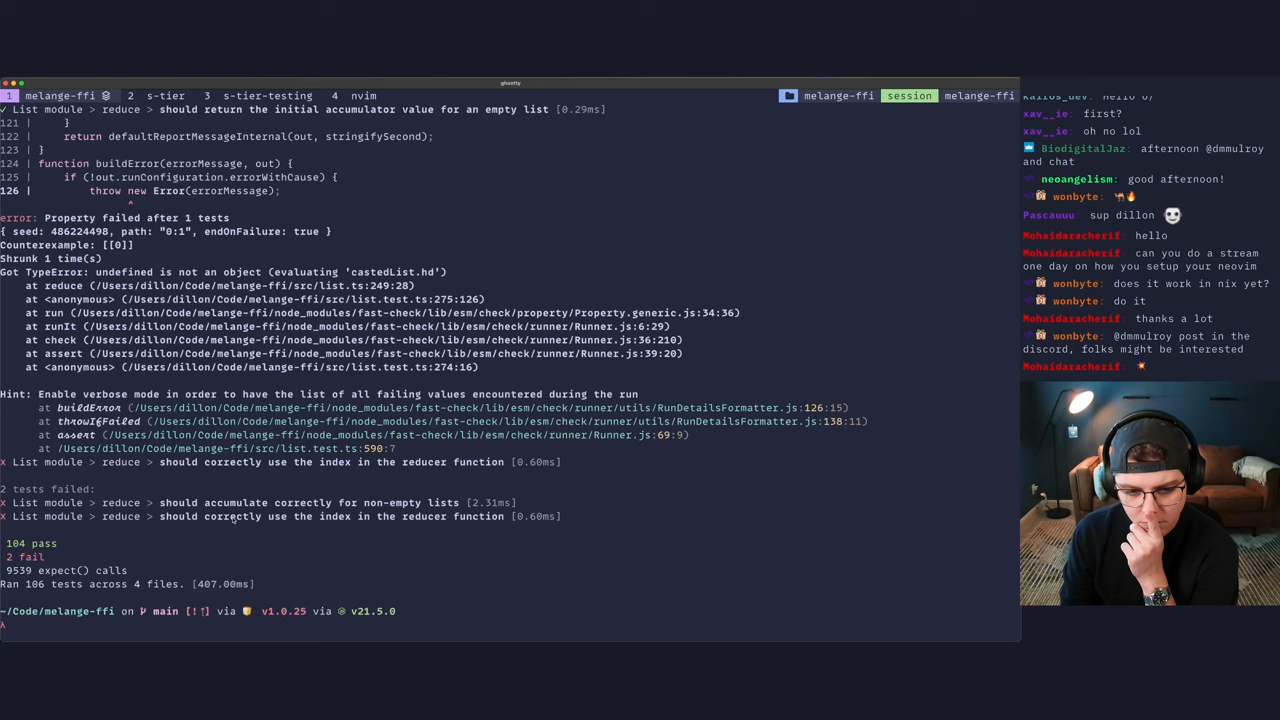 ghostty
1 melange-ffi 2 s-tier 3 s-tier-testing 4 nvim melange-ffi session melange-ffi
✓ List module > reduce > should return the initial accumulator value for an empty list [0.29ms]
121 | }
122 | return defaultReportMessageInternal(out, stringifySecond);
123 | }
124 | function buildError(errorMessage, out) {
125 | if (!out.runConfiguration.errorWithCause) {
126 | throw new Error(errorMessage);
^
error: Property failed after 1 tests
{ seed: 486224498, path: "0:1", endOnFailure: true }
Counterexample: [[0]]
Shrunk 1 time(s)
Got TypeError: undefined is not an object (evaluating 'castedList.hd')
at reduce (/Users/dillon/Code/melange-ffi/src/list.ts:249:28)
at <anonymous> (/Users/dillon/Code/melange-ffi/src/list.test.ts:275:126)
at run (/Users/dillon/Code/melange-ffi/node_modules/fast-check/lib/esm/check/property/Property.generic.js:34:36)
at runIt (/Users/dillon/Code/melange-ffi/node_modules/fast-check/lib/esm/check/runner/Runner.js:6:29)
at check (/Users/dillon/Code/melange-ffi/node_modules/fast-check/lib/esm/check/runner/Runner.js:36:210)
at assert (/Users/dillon/Code/melange-ffi/node_modules/fast-check/lib/esm/check/runner/Runner.js:39:20)
at <anonymous> (/Users/dillon/Code/melange-ffi/src/list.test.ts:274:16)
Hint: Enable verbose mode in order to have the list of all failing values encountered during the run
at buildError (/Users/dillon/Code/melange-ffi/node_modules/fast-check/lib/esm/check/runner/utils/RunDetailsFormatter.js:126:15)
at throwIfFailed (/Users/dillon/Code/melange-ffi/node_modules/fast-check/lib/esm/check/runner/utils/RunDetailsFormatter.js:138:11)
at assert (/Users/dillon/Code/melange-ffi/node_modules/fast-check/lib/esm/check/runner/Runner.js:69:9)
at /Users/dillon/Code/melange-ffi/src/list.test.ts:590:7
x List module > reduce > should correctly use the index in the reducer function [0.60ms]
2 tests failed:
x List module > reduce > should accumulate correctly for non-empty lists [2.31ms]
x List module > reduce > should correctly use the index in the reducer function [0.60ms]
104 pass
2 fail
9539 expect() calls
Ran 106 tests across 4 files. [407.00ms]
~/Code/melange-ffi on main [!⇡] via v1.0.25 via v21.5.0
λ
kairos_dev: hello o/
xav__ie: first?
xav__ie: oh no lol
BiodigitalJaz: afternoon @dmmulroy
and chat
neoangelism: good afternoon!
wonbyte: 🐪🔥
Pascauuu: sup dillon
Mohaidaracherif: hello
Mohaidaracherif: can you do a stream
one day on how you setup your neovim
wonbyte: does it work in nix yet?
wonbyte: do it
Mohaidaracherif: thanks a lot
wonbyte: @dmmulroy post in the
discord, folks might be interested
Mohaidaracherif: 💥